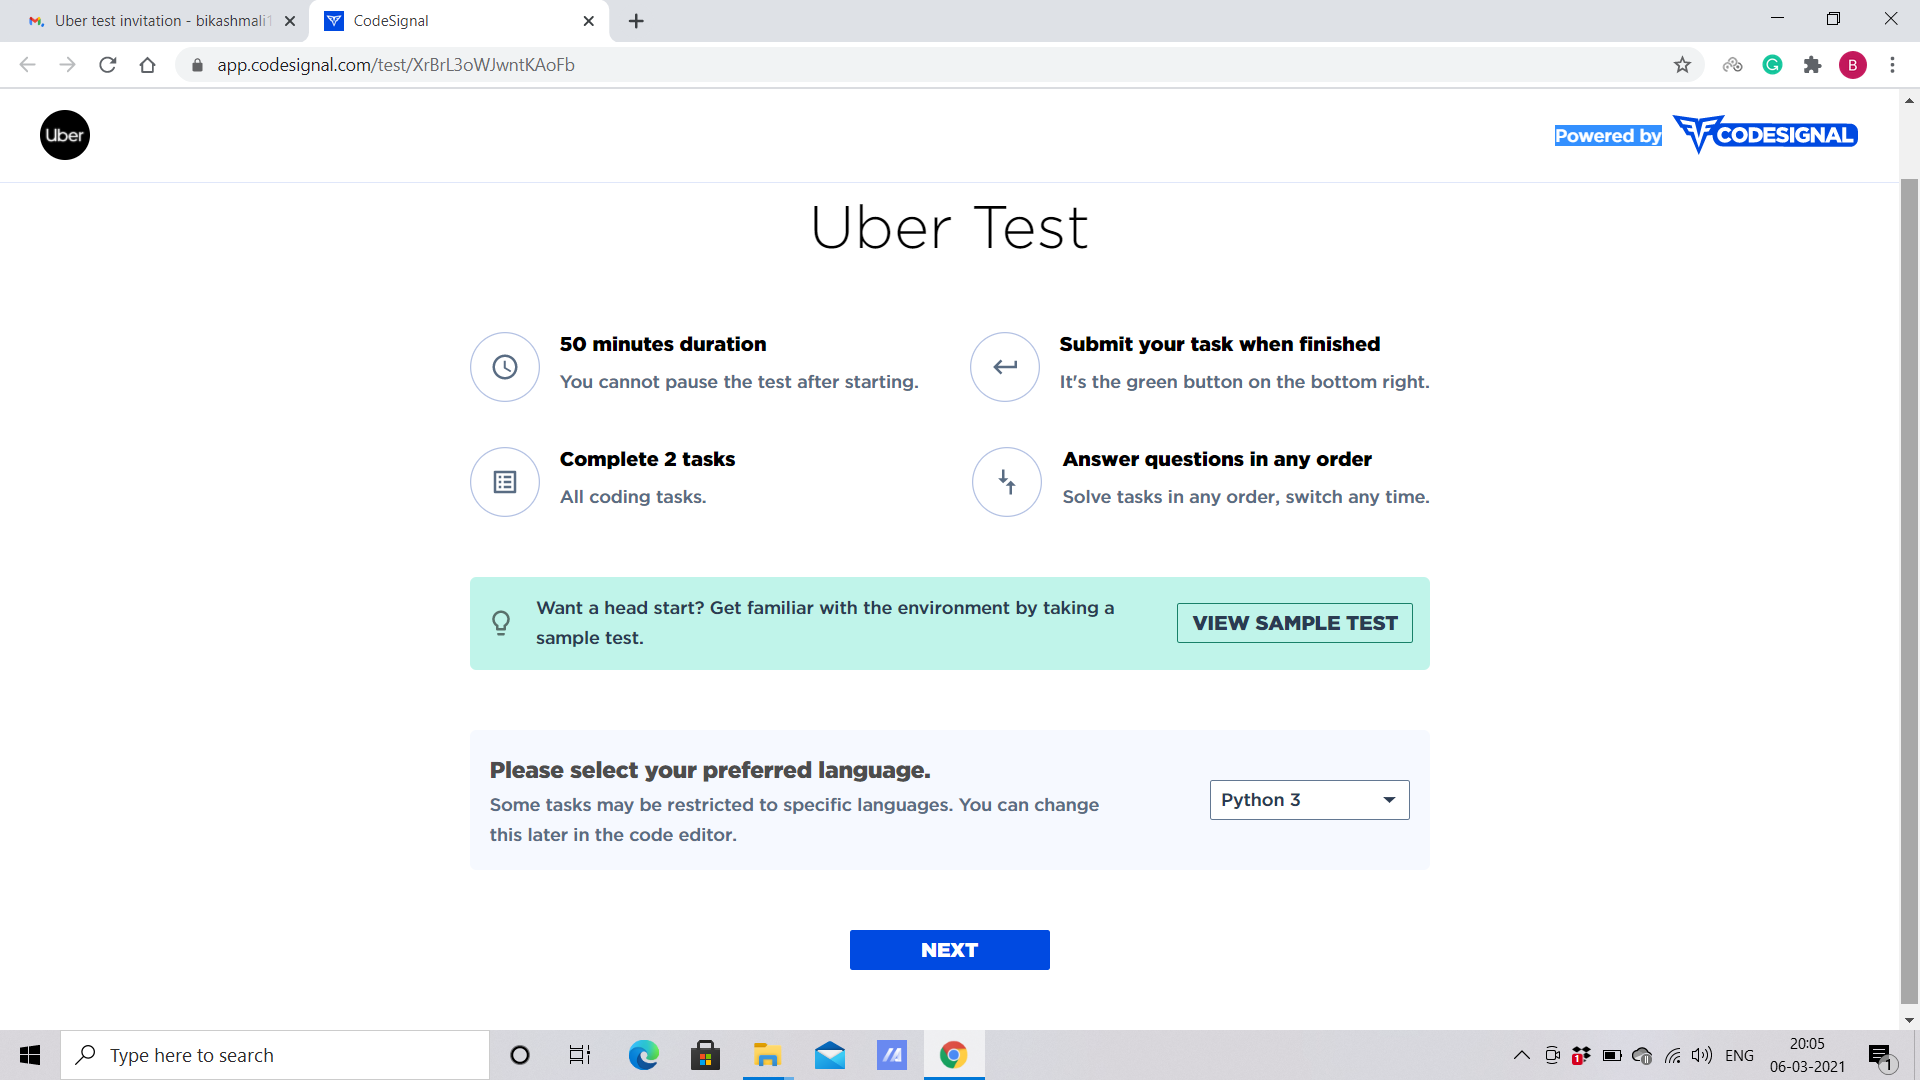 Uber test invitation - bikashmali1
CodeSignal
app.codesignal.com/test/XrBrL3oWJwntKAoFb
B
Uber
Powered by CODESIGNAL
Uber Test
50 minutes duration
You cannot pause the test after starting.
Submit your task when finished
It's the green button on the bottom right.
Complete 2 tasks
All coding tasks.
Answer questions in any order
Solve tasks in any order, switch any time.
Want a head start? Get familiar with the environment by taking a
sample test.
VIEW SAMPLE TEST
Please select your preferred language.
Some tasks may be restricted to specific languages. You can change
this later in the code editor.
Python 3
NEXT
Type here to search
1
ENG
20:05
06-03-2021
1